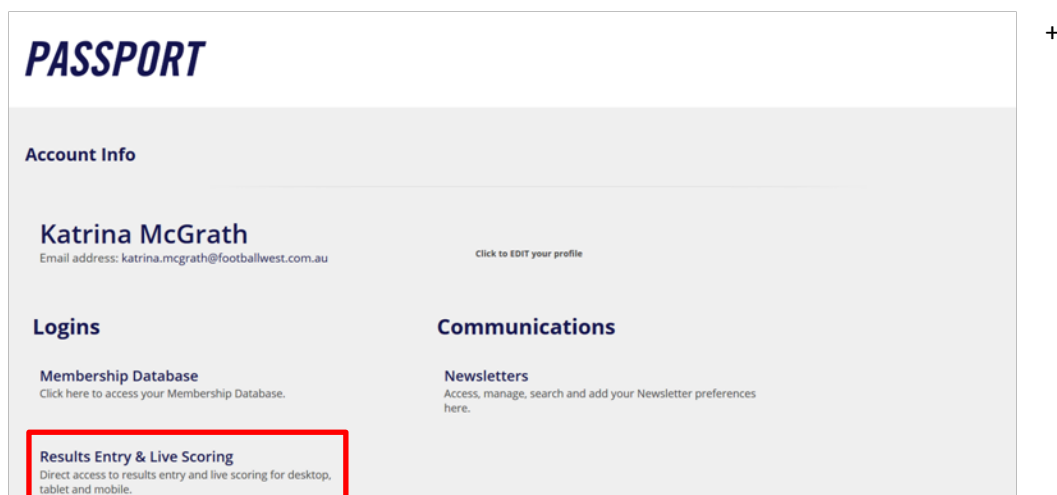 PASSPORT
+
Account Info
Katrina McGrath
Email address: katrina.mcgrath@footballwest.com.au
Click to EDIT your profile
Logins
Communications
Membership Database
Click here to access your Membership Database.
Newsletters
Access, manage, search and add your Newsletter preferences
here.
Results Entry & Live Scoring
Direct access to results entry and live scoring for desktop,
tablet and mobile.